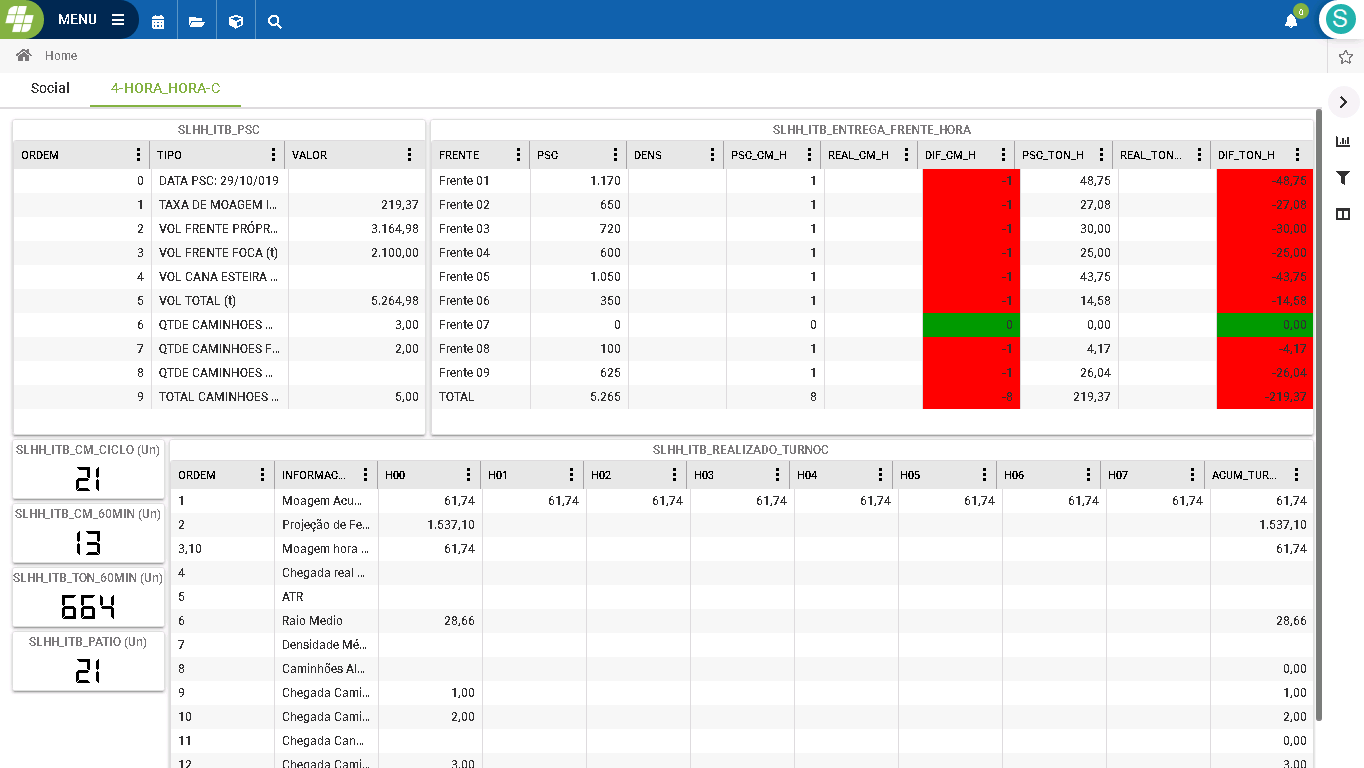 MENU
0
S
Home
Social 4-HORA_HORA-C
SLHH_ITB_PSC
ORDEM TIPO VALOR
0 DATA PSC: 29/10/019
1 TAXA DE MOAGEM I... 219,37
2 VOL FRENTE PRÓPR... 3.164,98
3 VOL FRENTE FOCA (t) 2.100,00
4 VOL CANA ESTEIRA ...
5 VOL TOTAL (t) 5.264,98
6 QTDE CAMINHOES ... 3,00
7 QTDE CAMINHOES F... 2,00
8 QTDE CAMINHOES ...
9 TOTAL CAMINHOES ... 5,00
SLHH_ITB_ENTREGA_FRENTE_HORA
FRENTE PSC DENS PSC_CM_H REAL_CM_H DIF_CM_H PSC_TON_H REAL_TON... DIF_TON_H
Frente 01 1.170 1 -1 48,75 -48,75
Frente 02 650 1 -1 27,08 -27,08
Frente 03 720 1 -1 30,00 -30,00
Frente 04 600 1 -1 25,00 -25,00
Frente 05 1.050 1 -1 43,75 -43,75
Frente 06 350 1 -1 14,58 -14,58
Frente 07 0 0 0 0,00 0,00
Frente 08 100 1 -1 4,17 -4,17
Frente 09 625 1 -1 26,04 -26,04
TOTAL 5.265 8 -8 219,37 -219,37
SLHH_ITB_CM_CICLO (Un)
21
SLHH_ITB_CM_60MIN (Un)
13
SLHH_ITB_TON_60MIN (Un)
664
SLHH_ITB_PATIO (Un)
21
SLHH_ITB_REALIZADO_TURNOC
ORDEM INFORMAC... H00 H01 H02 H03 H04 H05 H06 H07 ACUM_TUR...
1 Moagem Acu... 61,74 61,74 61,74 61,74 61,74 61,74 61,74 61,74 61,74
2 Projeção de Fe... 1.537,10 1.537,10
3,10 Moagem hora ... 61,74 61,74
4 Chegada real ...
5 ATR
6 Raio Medio 28,66 28,66
7 Densidade Mé...
8 Caminhões Al... 0,00
9 Chegada Cami... 1,00 1,00
10 Chegada Cami... 2,00 2,00
11 Chegada Can... 0,00
12 Chegada Cami... 3,00 3,00